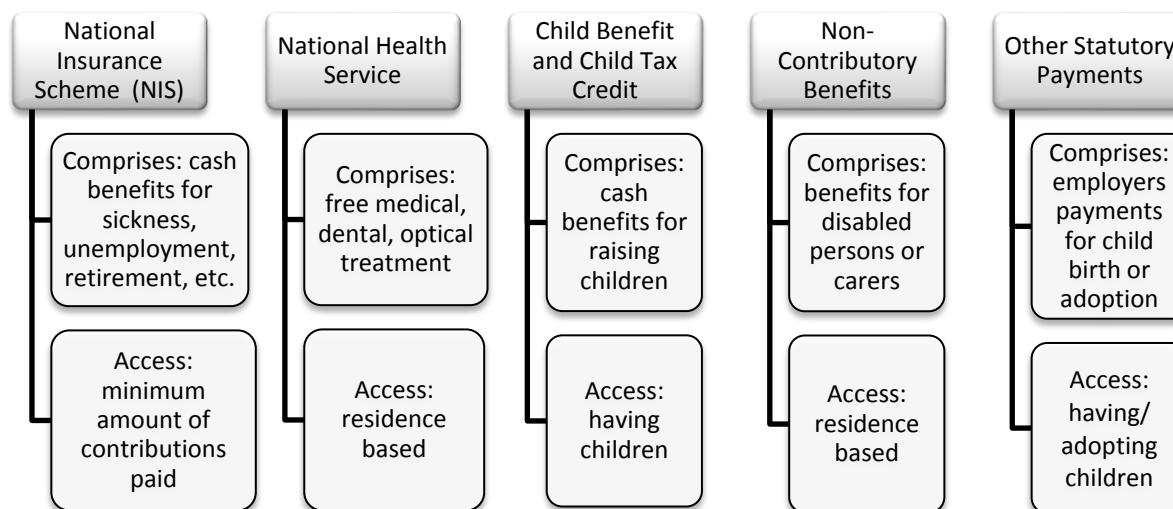 National
Insurance
Scheme (NIS)
Comprises: cash
benefits for
sickness,
unemployment,
retirement, etc.
Access:
minimum
amount of
contributions
paid
National Health
Service
Comprises:
free medical,
dental, optical
treatment
Access:
residence
based
Child Benefit
and Child Tax
Credit
Comprises:
cash
benefits for
raising
children
Access:
having
children
Non-
Contributory
Benefits
Comprises:
benefits for
disabled
persons or
carers
Access:
residence
based
Other Statutory
Payments
Comprises:
employers
payments
for child
birth or
adoption
Access:
having/
adopting
children